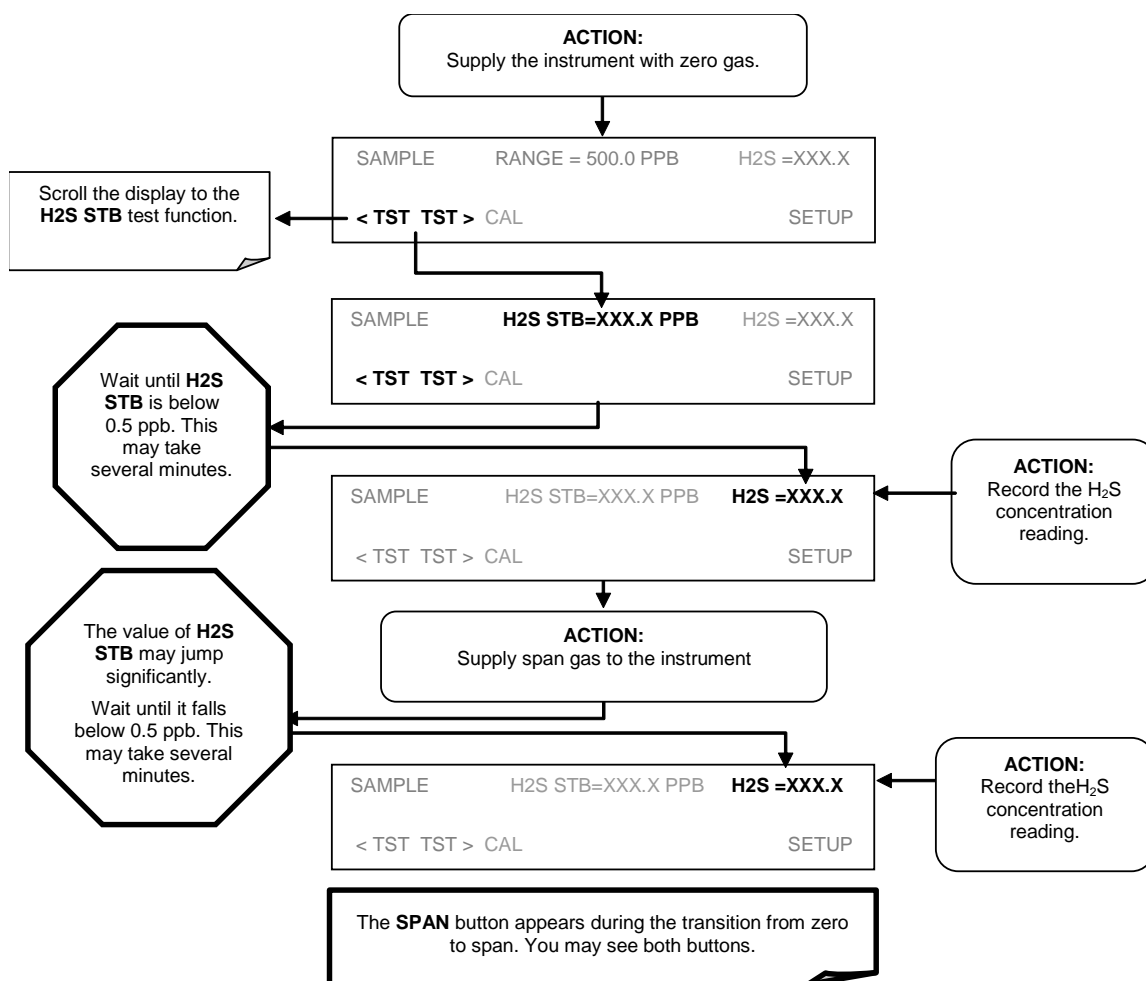 ACTION:
Supply the instrument with zero gas.
SAMPLE RANGE = 500.0 PPB H2S =XXX.X
< TST TST > CAL SETUP
Scroll the display to the
H2S STB test function.
SAMPLE H2S STB=XXX.X PPB H2S =XXX.X
< TST TST > CAL SETUP
Wait until H2S
STB is below
0.5 ppb. This
may take
several minutes.
SAMPLE H2S STB=XXX.X PPB H2S =XXX.X
< TST TST > CAL SETUP
ACTION:
Record the H₂S
concentration
reading.
ACTION:
Supply span gas to the instrument
The value of H2S
STB may jump
significantly.
Wait until it falls
below 0.5 ppb. This
may take several
minutes.
SAMPLE H2S STB=XXX.X PPB H2S =XXX.X
< TST TST > CAL SETUP
ACTION:
Record theH₂S
concentration
reading.
The SPAN button appears during the transition from zero
to span. You may see both buttons.